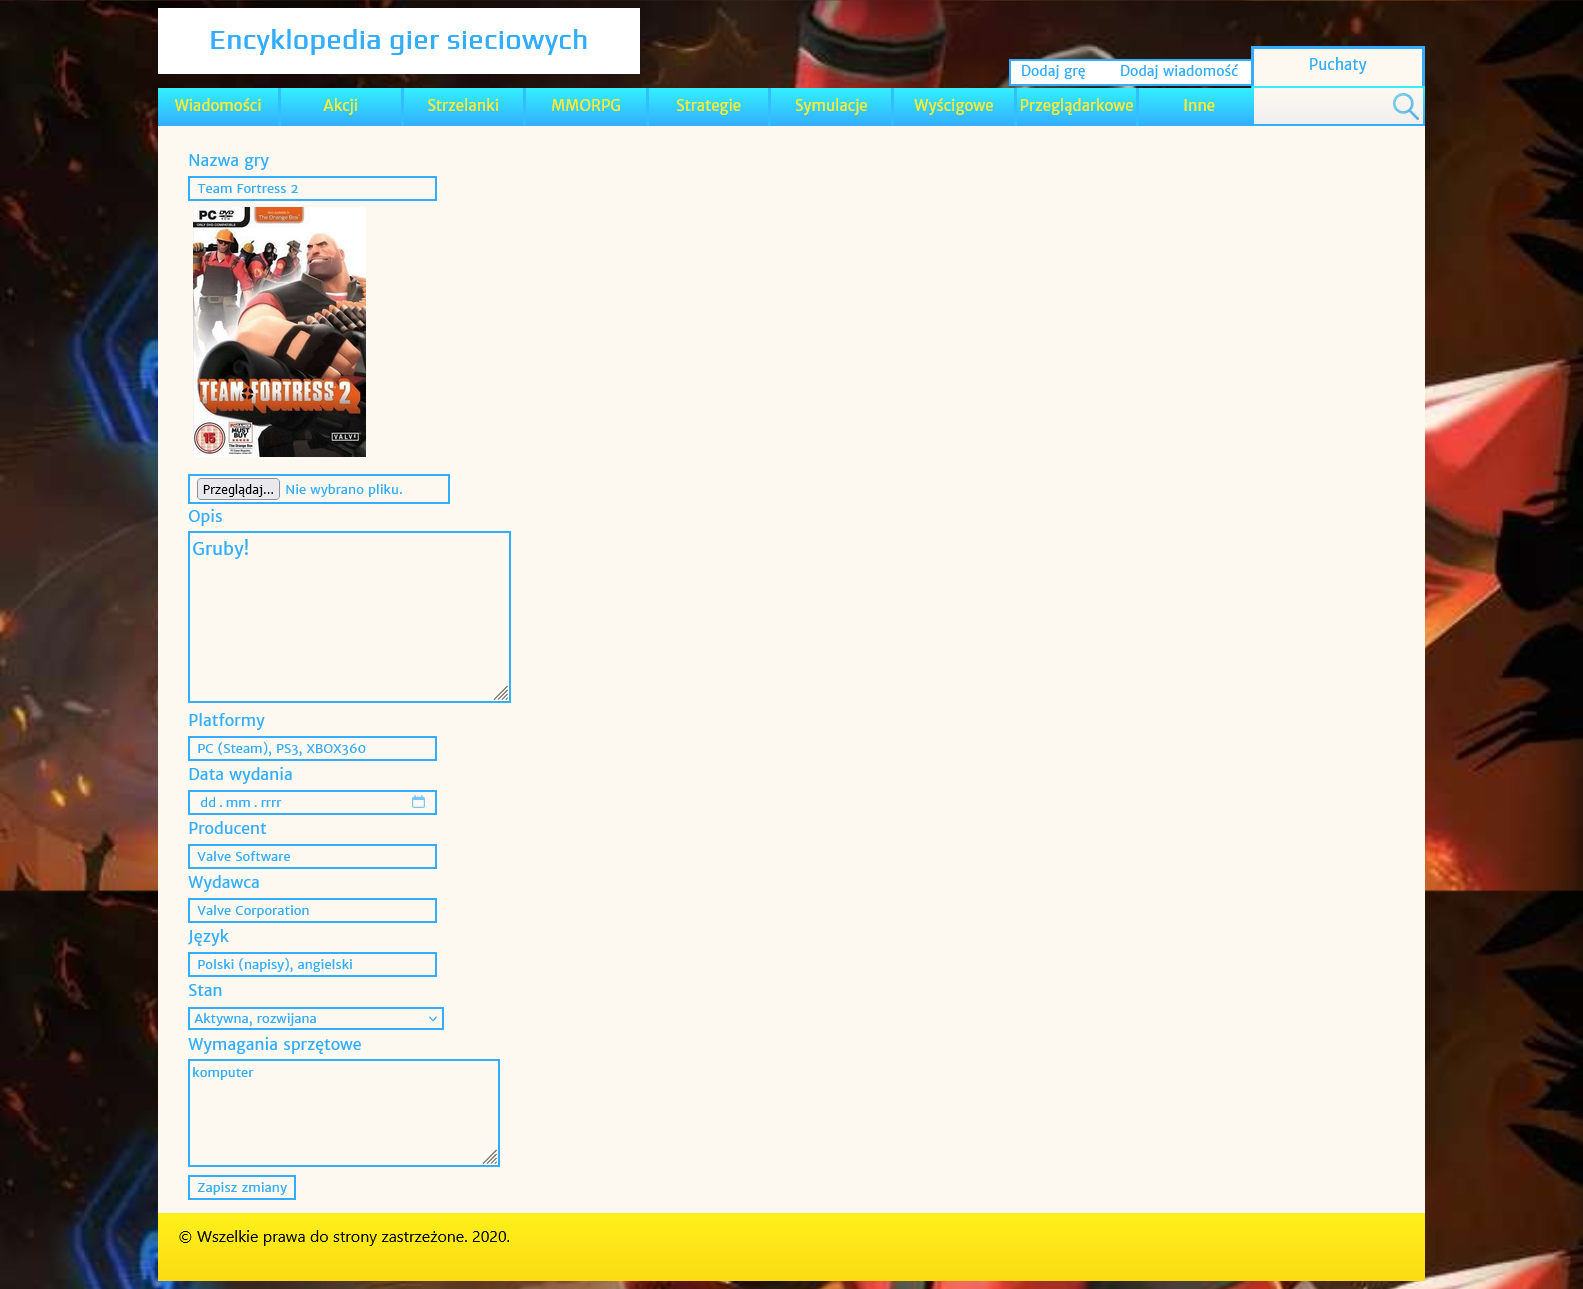 Encyklopedia gier sieciowych
Dodaj grę Dodaj wiadomość Puchaty
Wiadomości Akcji Strzelanki MMORPG Strategie Symulacje Wyścigowe Przeglądarkowe Inne
Nazwa gry
Team Fortress 2
PC DVD
The Orange Box
TEAM FORTRESS 2
15
MUST BUY
VALVE
Przeglądaj... Nie wybrano pliku.
Opis
Gruby!
Platformy
PC (Steam), PS3, XBOX360
Data wydania
dd . mm . rrrr
Producent
Valve Software
Wydawca
Valve Corporation
Język
Polski (napisy), angielski
Stan
Aktywna, rozwijana
Wymagania sprzętowe
komputer
Zapisz zmiany
© Wszelkie prawa do strony zastrzeżone. 2020.